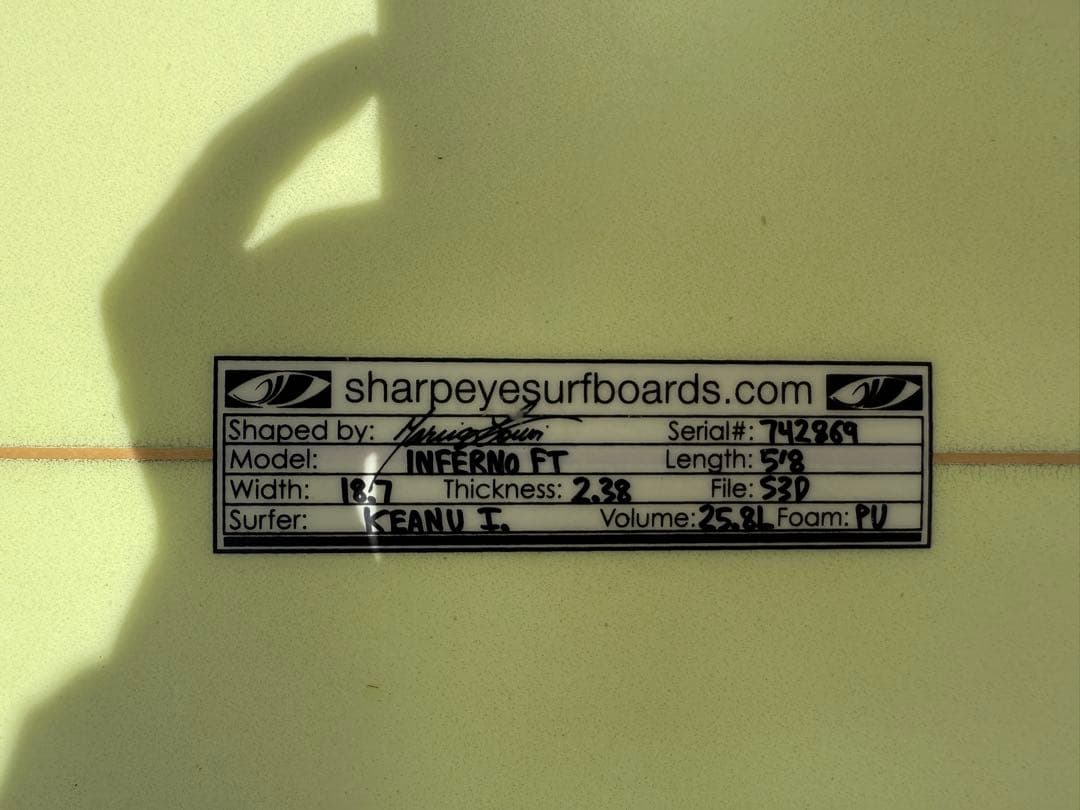 sharpeyesurfboards.com
Shaped by: Serial#: 742869
Model: INFERNO FT Length: 5'8
Width: 18.7 Thickness: 2.38 File: S3D
Surfer: KEANU I. Volume: 25.8L Foam: PU